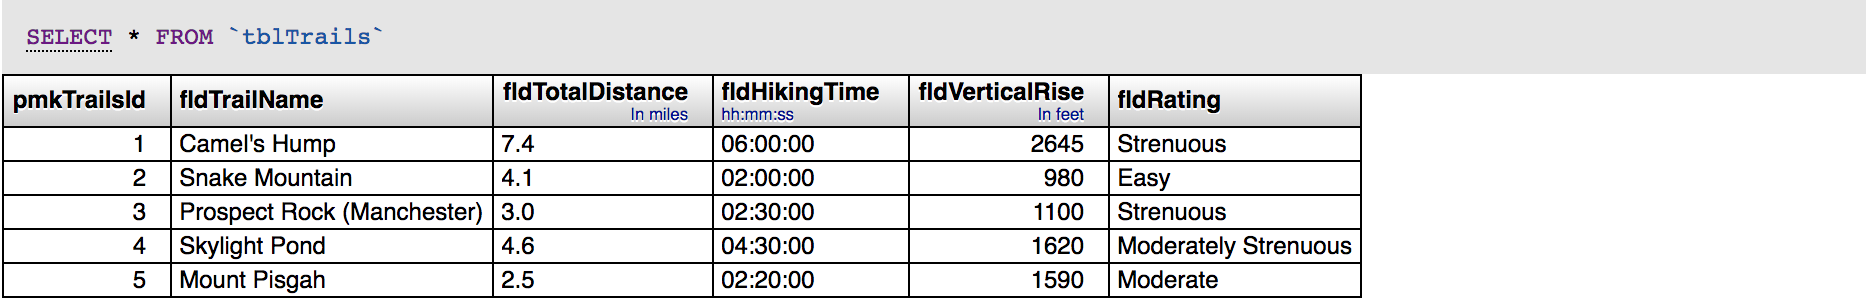 SELECT * FROM `tblTrails`
pmkTrailsId fldTrailName fldTotalDistance fldHikingTime fldVerticalRise fldRating
In miles hh:mm:ss In feet
1 Camel's Hump 7.4 06:00:00 2645 Strenuous
2 Snake Mountain 4.1 02:00:00 980 Easy
3 Prospect Rock (Manchester) 3.0 02:30:00 1100 Strenuous
4 Skylight Pond 4.6 04:30:00 1620 Moderately Strenuous
5 Mount Pisgah 2.5 02:20:00 1590 Moderate